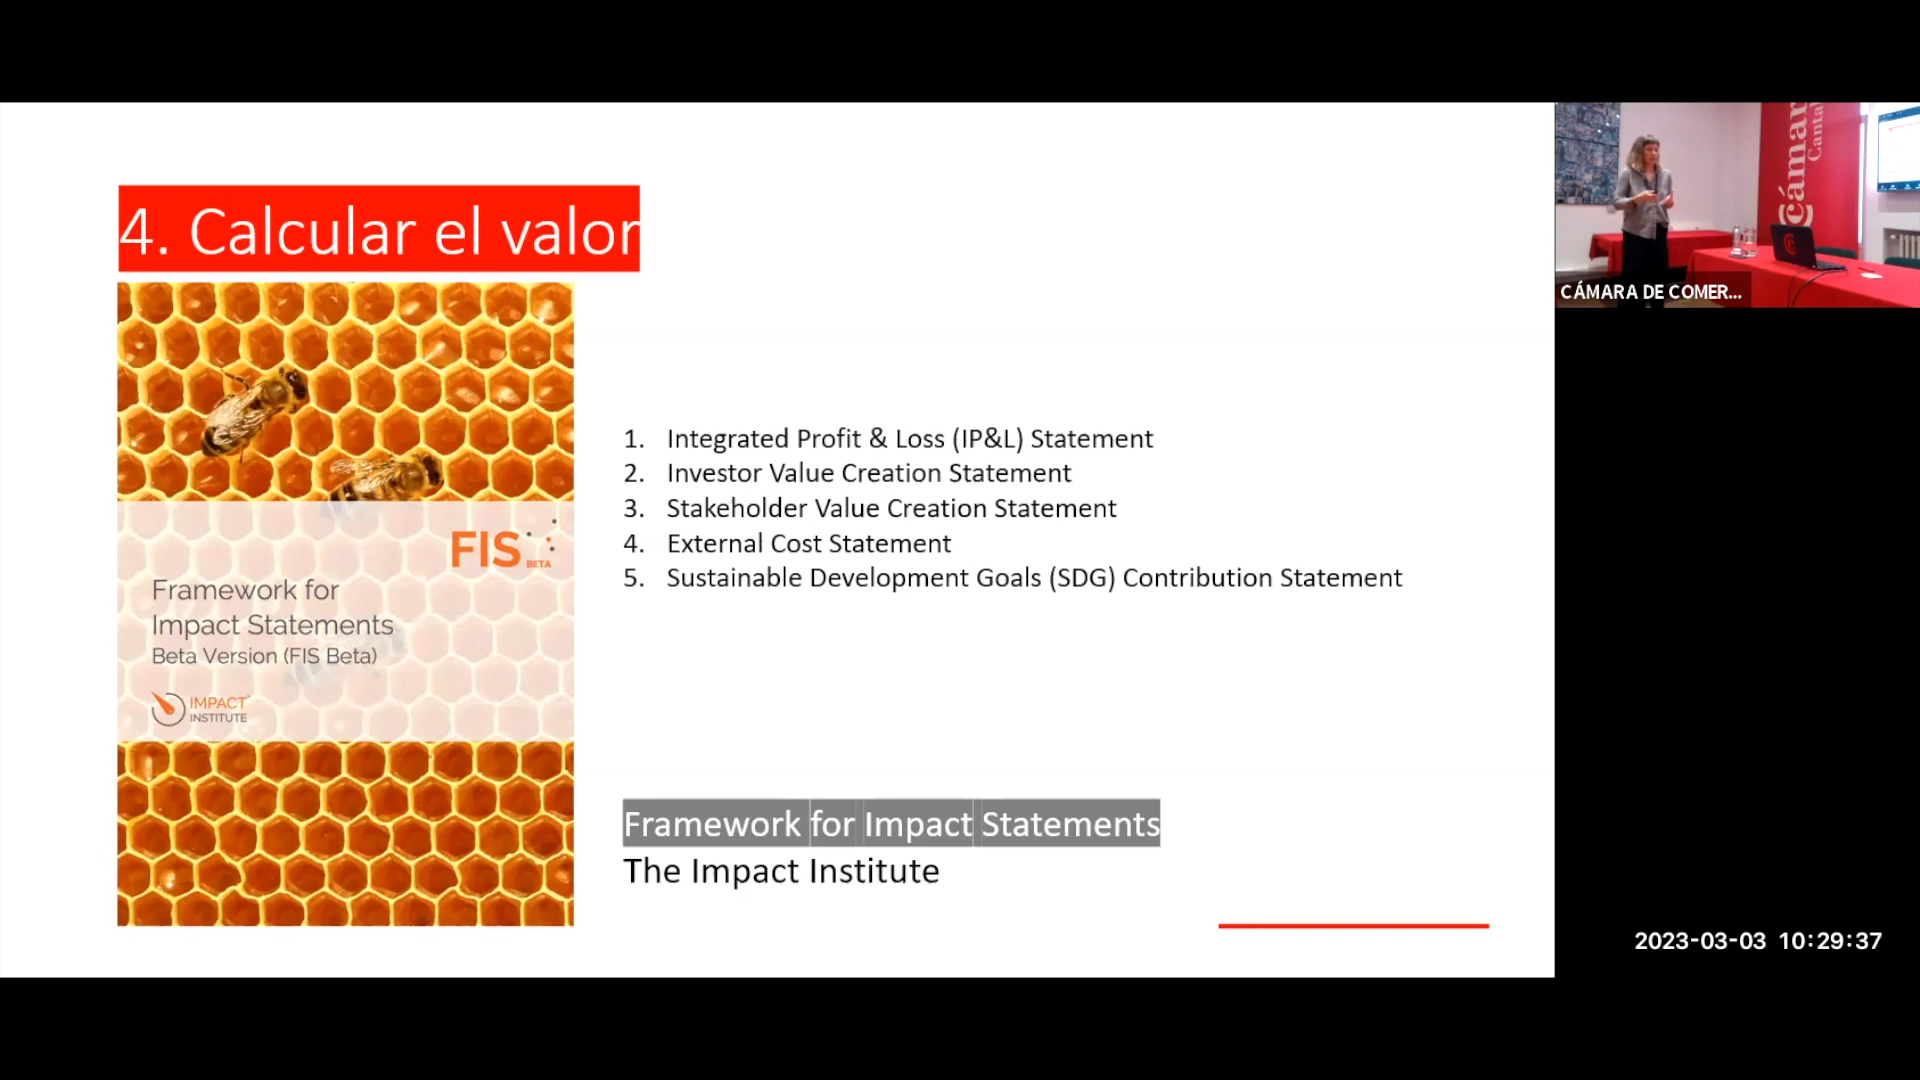 4. Calcular el valor
FIS
BETA
Framework for
Impact Statements
Beta Version (FIS Beta)
IMPACT
INSTITUTE
1. Integrated Profit & Loss (IP&L) Statement
2. Investor Value Creation Statement
3. Stakeholder Value Creation Statement
4. External Cost Statement
5. Sustainable Development Goals (SDG) Contribution Statement
Framework for Impact Statements
The Impact Institute
cámar
Canta
CÁMARA DE COMER...
2023-03-03 10:29:37